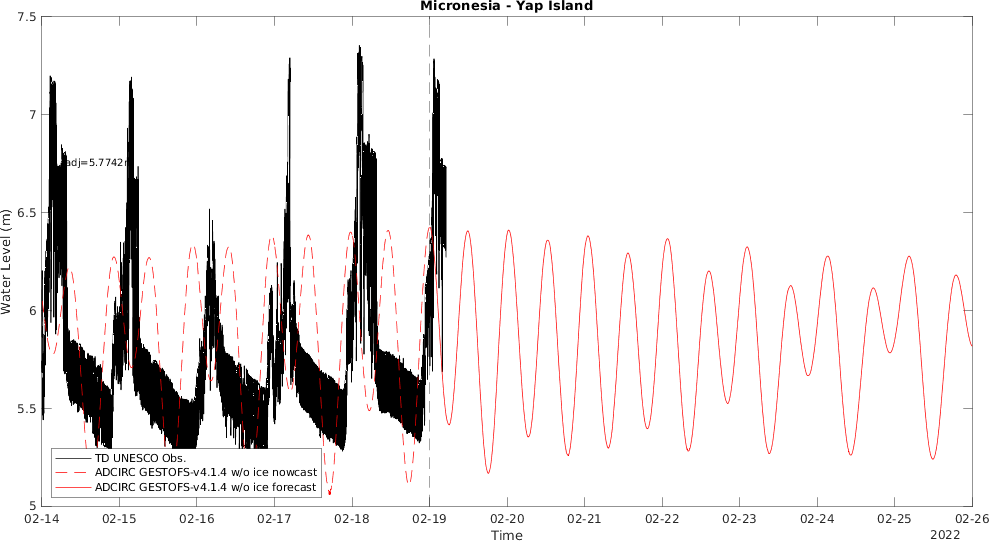 Micronesia - Yap Island
7.5
7
6.5
6
5.5
5
Water Level (m)
adj=5.7742
TD UNESCO Obs.
ADCIRC GESTOFS-v4.1.4 w/o ice nowcast
ADCIRC GESTOFS-v4.1.4 w/o ice forecast
02-14 02-15 02-16 02-17 02-18 02-19 02-20 02-21 02-22 02-23 02-24 02-25 02-26
Time
2022